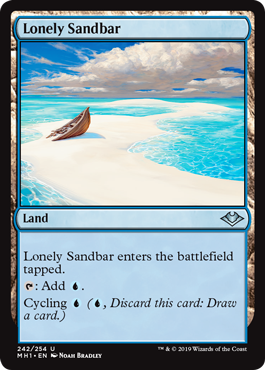 Lonely Sandbar
Land
Lonely Sandbar enters the battlefield
tapped.
: Add .
Cycling (, Discard this card: Draw
a card.)
242/254 U
MH1 • EN Noah Bradley
™ & © 2019 Wizards of the Coast